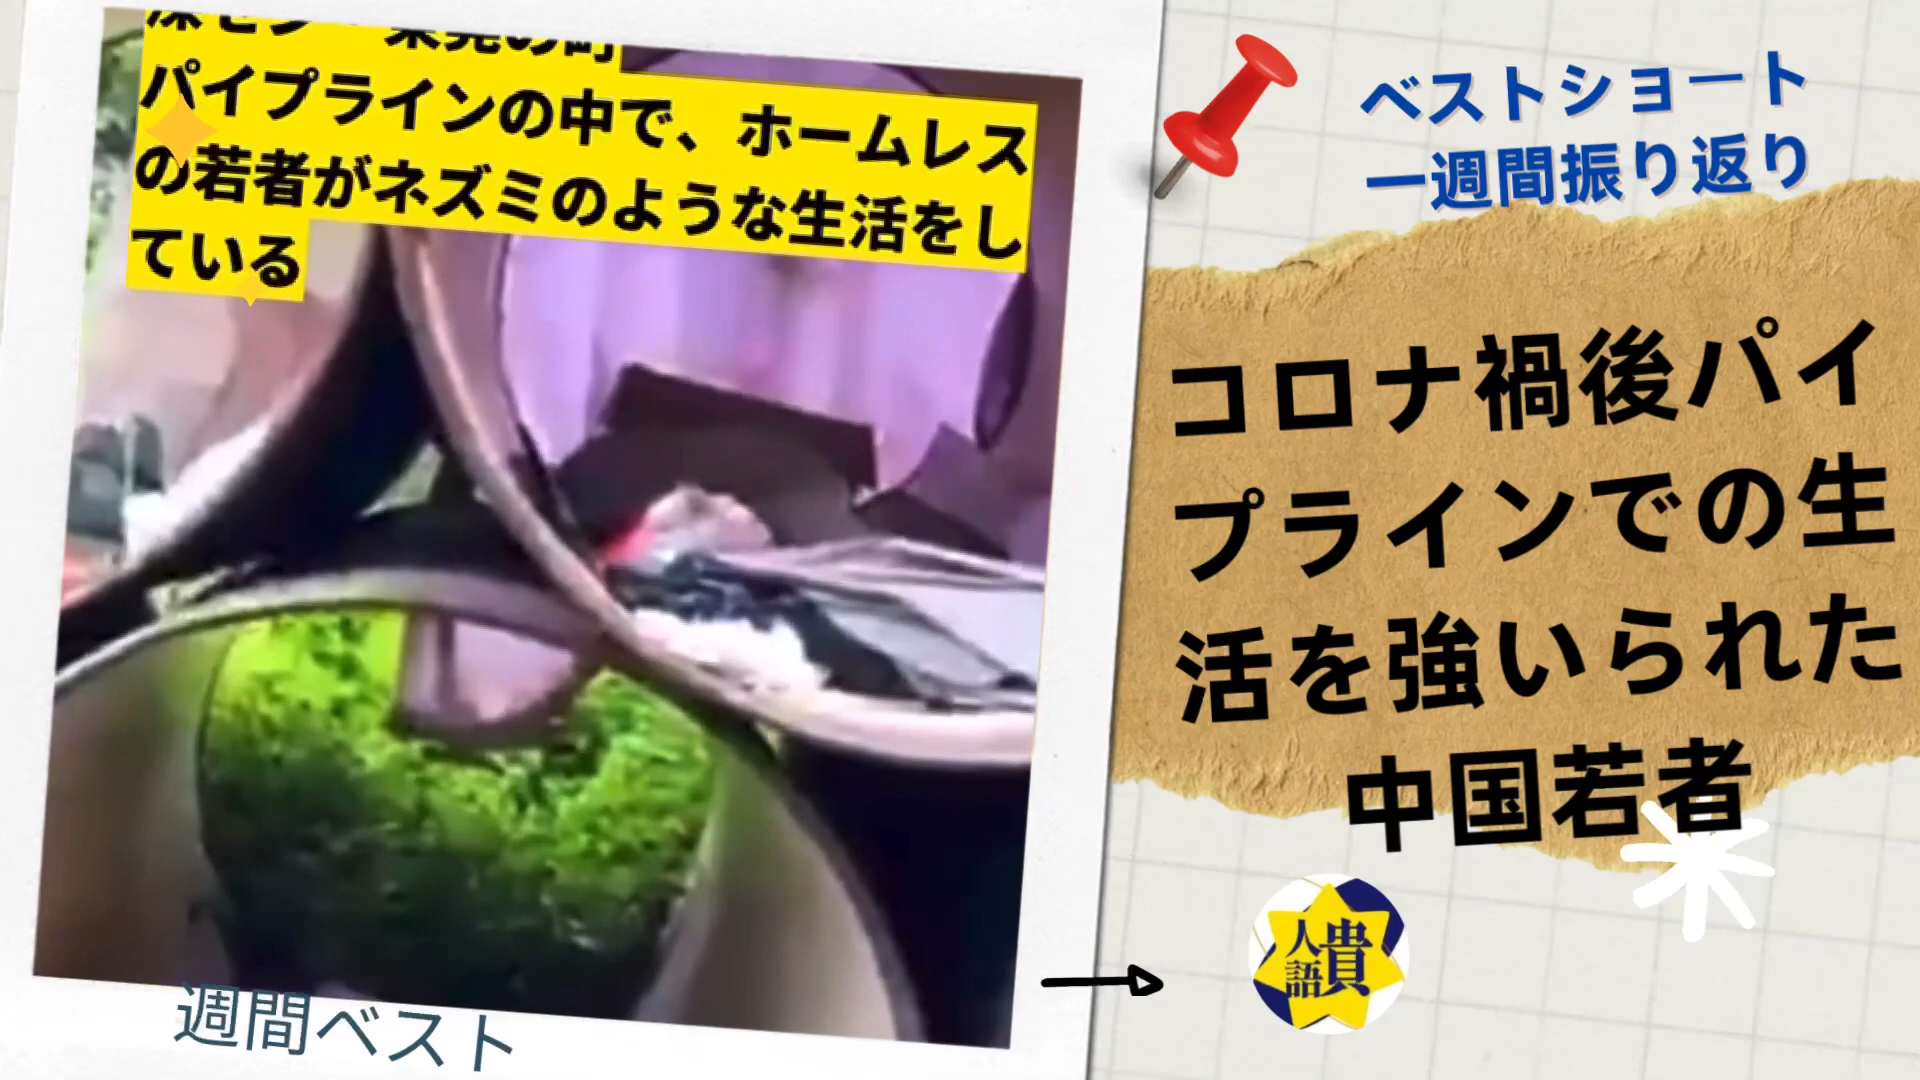 パイプラインの中で、ホームレス
の若者がネズミのような生活をし
ている
週間ベスト
ベストショート
一週間振り返り
コロナ禍後パイ
プラインでの生
活を強いられた
中国若者
貴人語